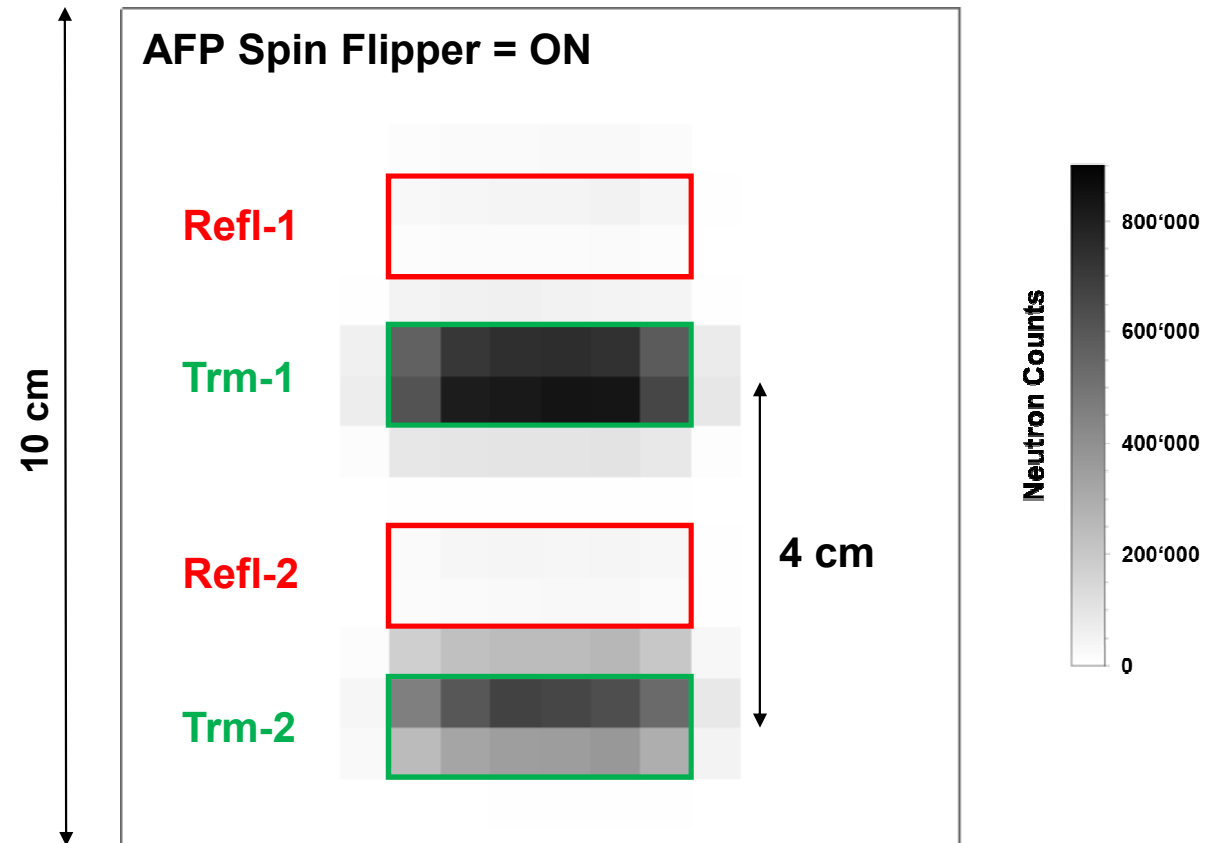 AFP Spin Flipper = ON
10 cm
Refl-1
Trm-1
Refl-2
Trm-2
4 cm
Neutron Counts
800‘000
600‘000
400‘000
200‘000
0